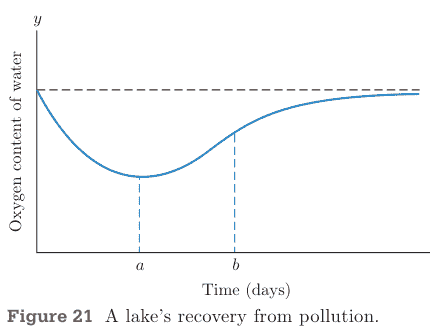 y
Oxygen content of water
a
b
Time (days)
Figure 21 A lake's recovery from pollution.